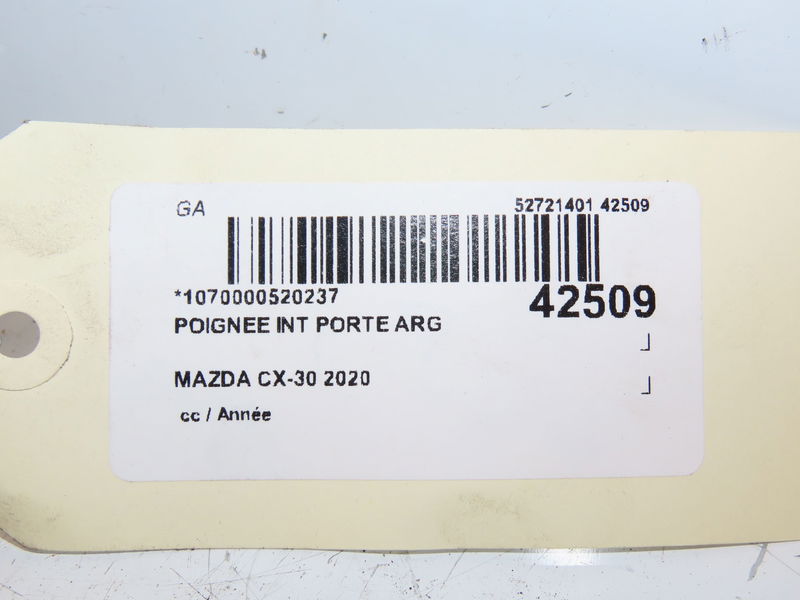 GA
52721401 42509
*1070000520237
42509
POIGNEE INT PORTE ARG
MAZDA CX-30 2020
cc / Année